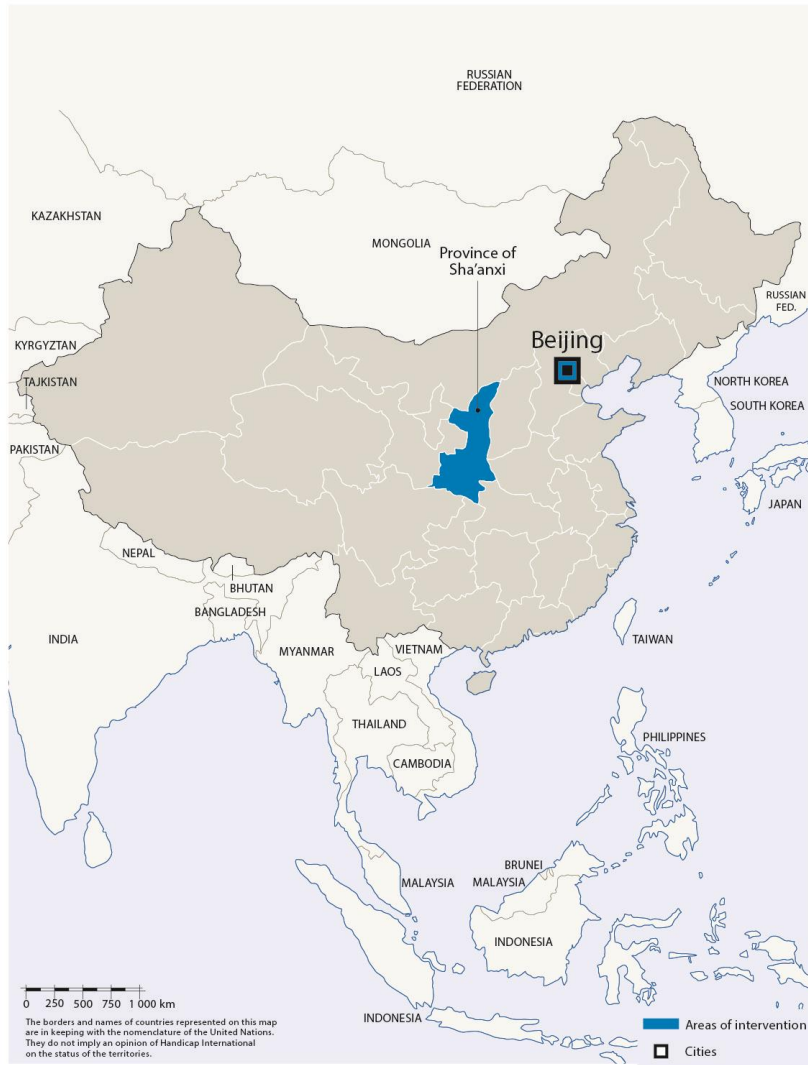 RUSSIAN
FEDERATION
KAZAKHSTAN
MONGOLIA
Province of
Sha'anxi
RUSSIAN
FED.
KYRGYZTAN
Beijing
TAJKISTAN
NORTH KOREA
SOUTH KOREA
PAKISTAN
JAPAN
NEPAL
BHUTAN
BANGLADESH
INDIA
MYANMAR
VIETNAM
TAIWAN
LAOS
THAILAND
PHILIPPINES
CAMBODIA
BRUNEI
MALAYSIA
MALAYSIA
INDONESIA
0 250 500 750 1 000 km
The borders and names of countries represented on this map
are in keeping with the nomenclature of the United Nations.
They do not imply an opinion of Handicap International
on the status of the territories.
INDONESIA
Areas of intervention
Cities